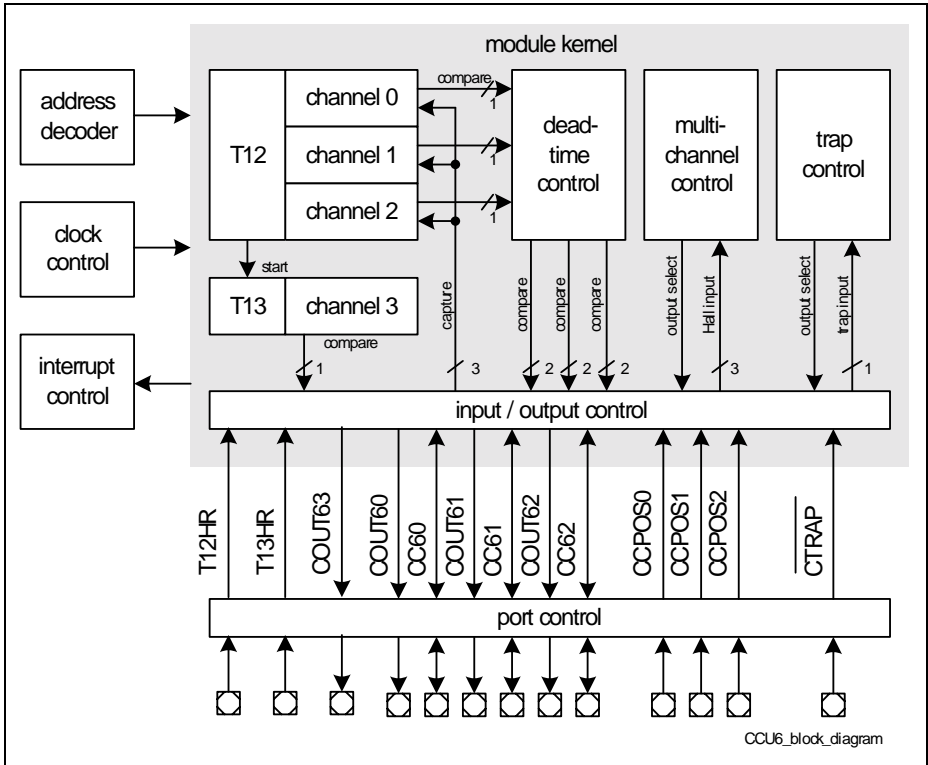 module kernel
address
decoder
clock
control
interrupt
control
T12
channel 0
channel 1
channel 2
compare
1
1
1
dead-
time
control
multi-
channel
control
trap
control
start
T13
channel 3
compare
1
capture
3
compare
2
compare
2
compare
2
output select
Hall input
3
output select
trap input
1
input / output control
T12HR
T13HR
COUT63
COUT60
CC60
COUT61
CC61
COUT62
CC62
CCPOS0
CCPOS1
CCPOS2
CTRAP
port control
CCU6_block_diagram